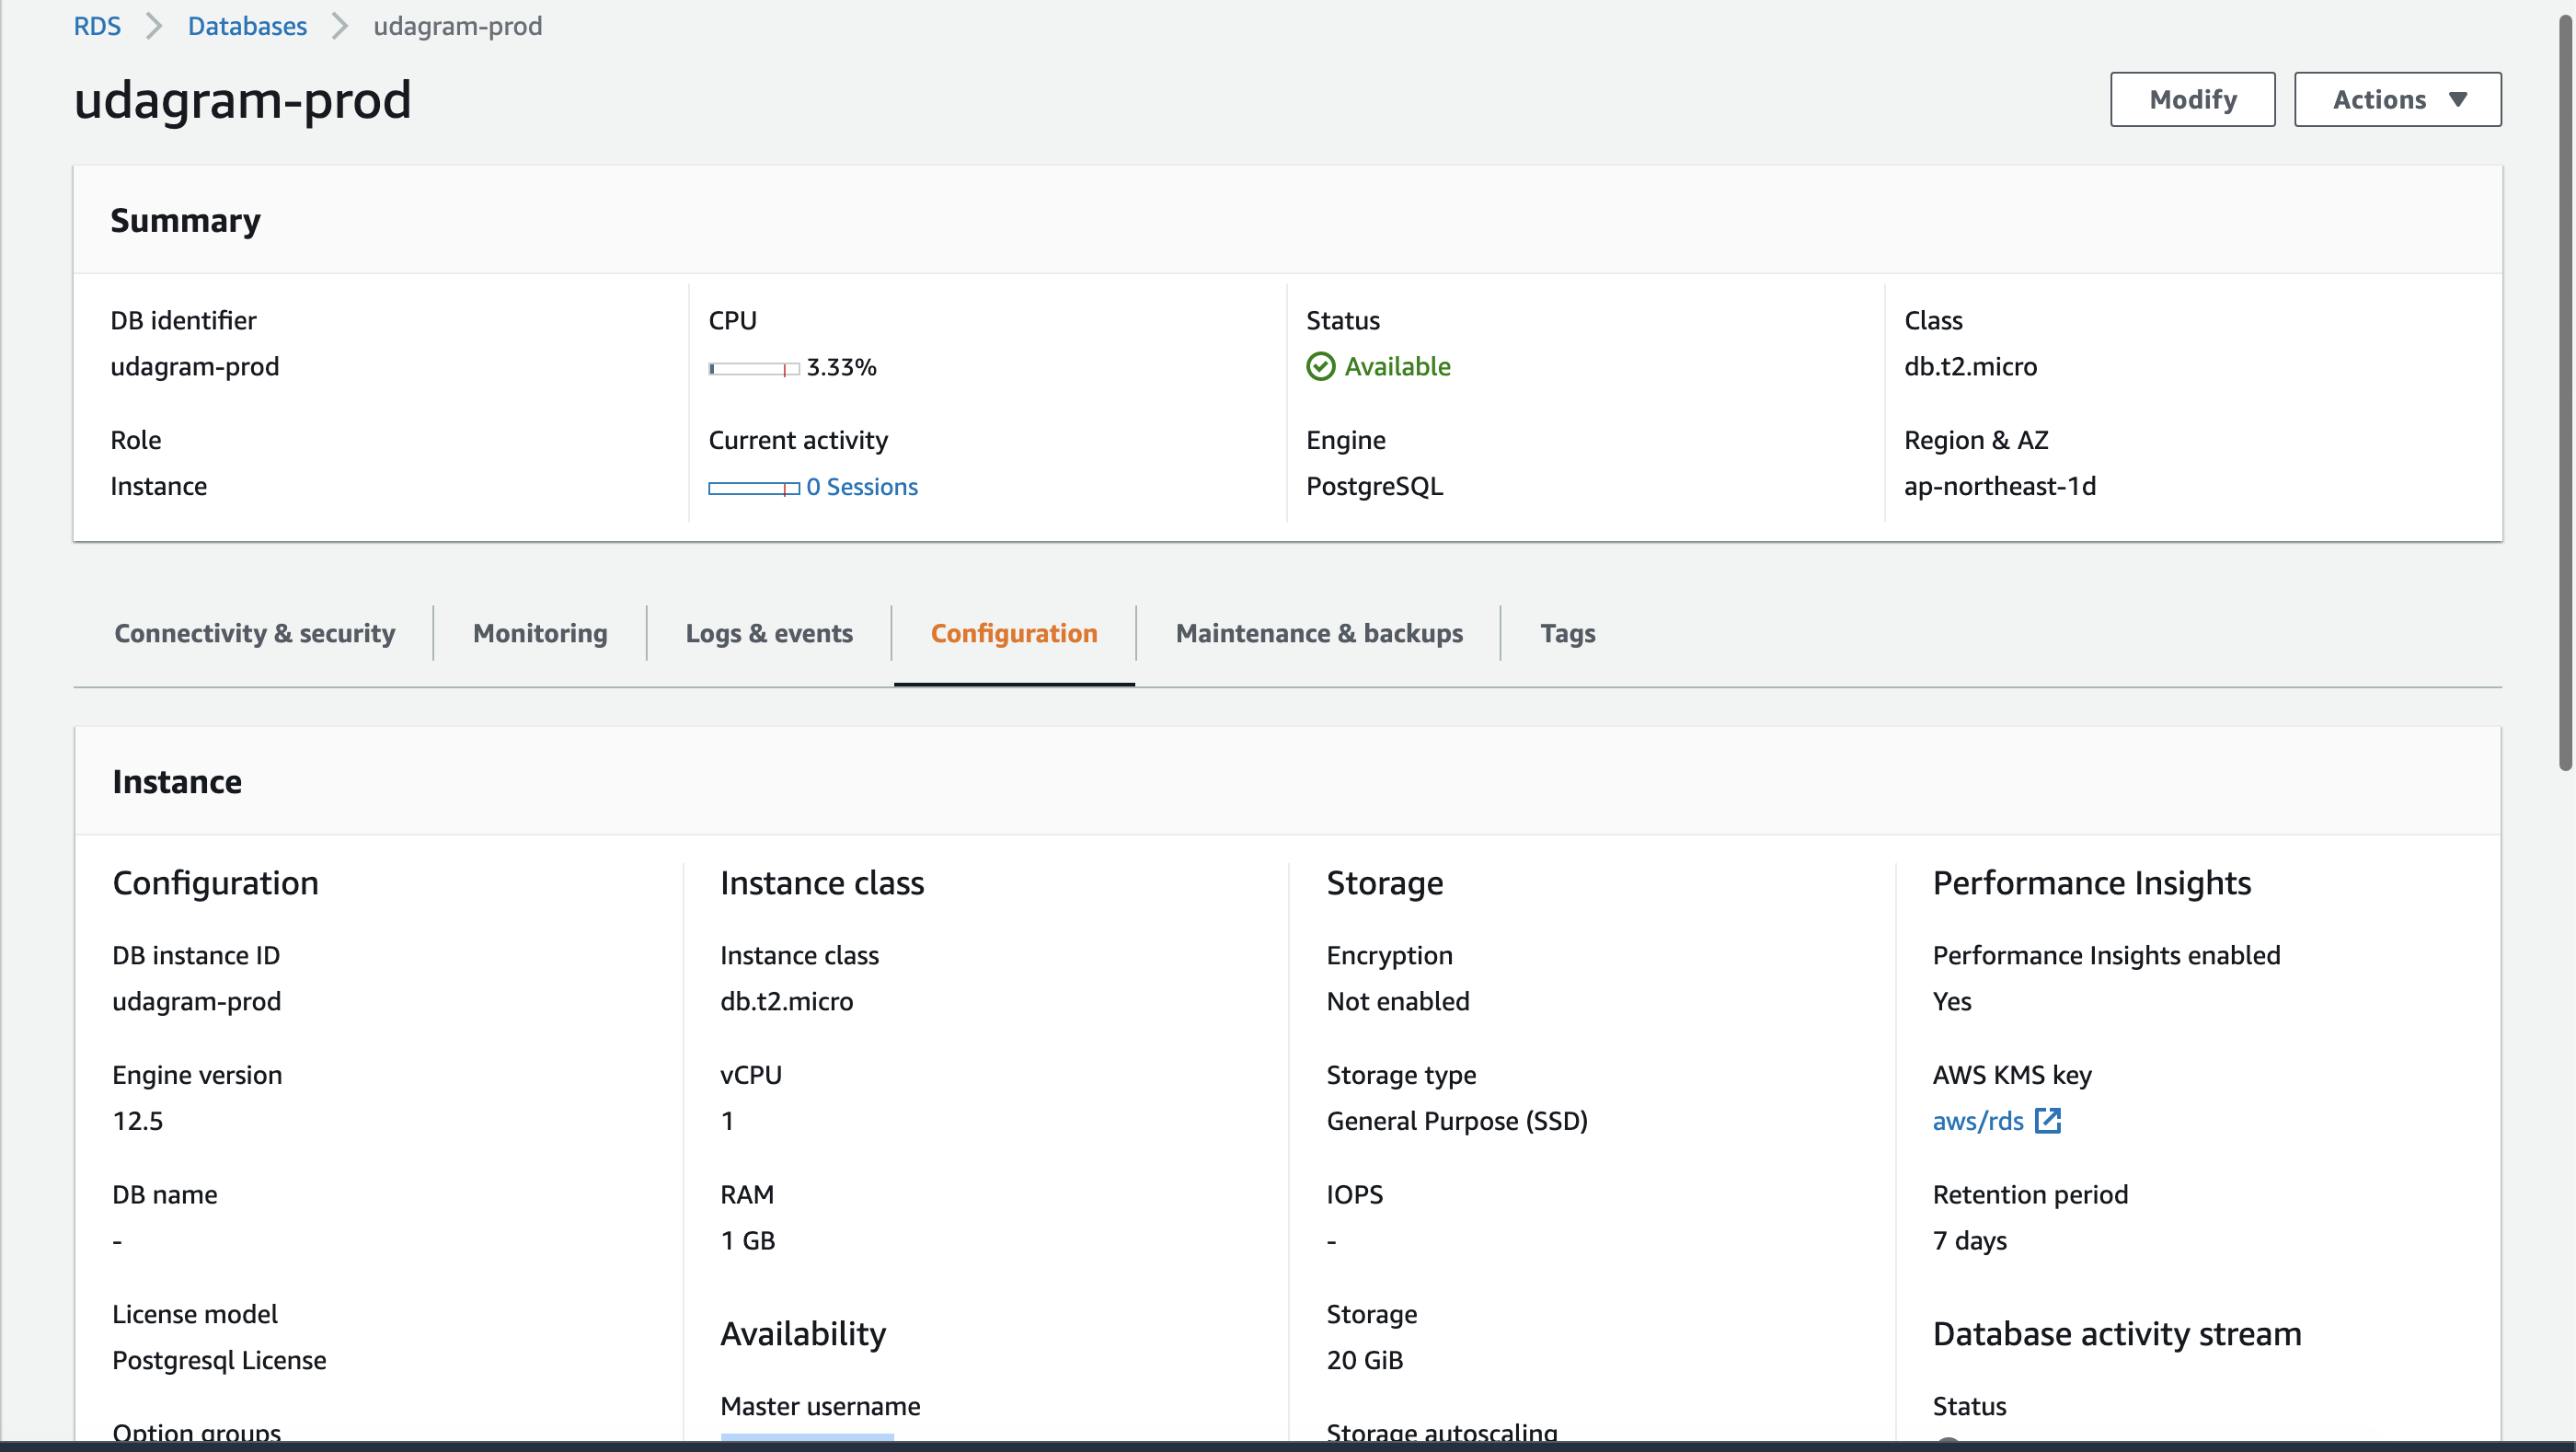 RDS > Databases > udagram-prod
udagram-prod
Modify
Actions
Summary
DB identifier
udagram-prod
CPU
3.33%
Status
Available
Class
db.t2.micro
Role
Instance
Current activity
0 Sessions
Engine
PostgreSQL
Region & AZ
ap-northeast-1d
Connectivity & security
Monitoring
Logs & events
Configuration
Maintenance & backups
Tags
Instance
Configuration
DB instance ID
udagram-prod
Engine version
12.5
DB name
-
License model
Postgresql License
Option groups
Instance class
Instance class
db.t2.micro
vCPU
1
RAM
1 GB
Availability
Master username
Storage
Encryption
Not enabled
Storage type
General Purpose (SSD)
IOPS
-
Storage
20 GiB
Storage autoscaling
Performance Insights
Performance Insights enabled
Yes
AWS KMS key
aws/rds
Retention period
7 days
Database activity stream
Status